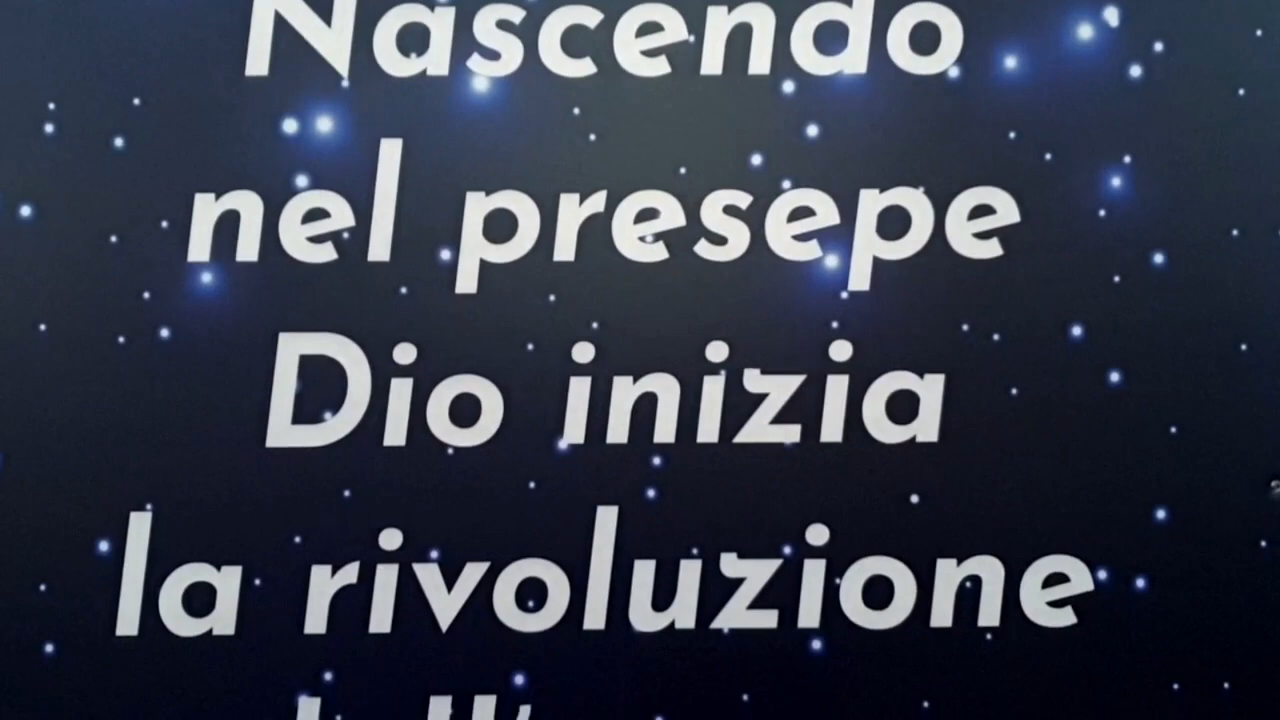 Nascendo
nel presepe
Dio inizia
la rivoluzione